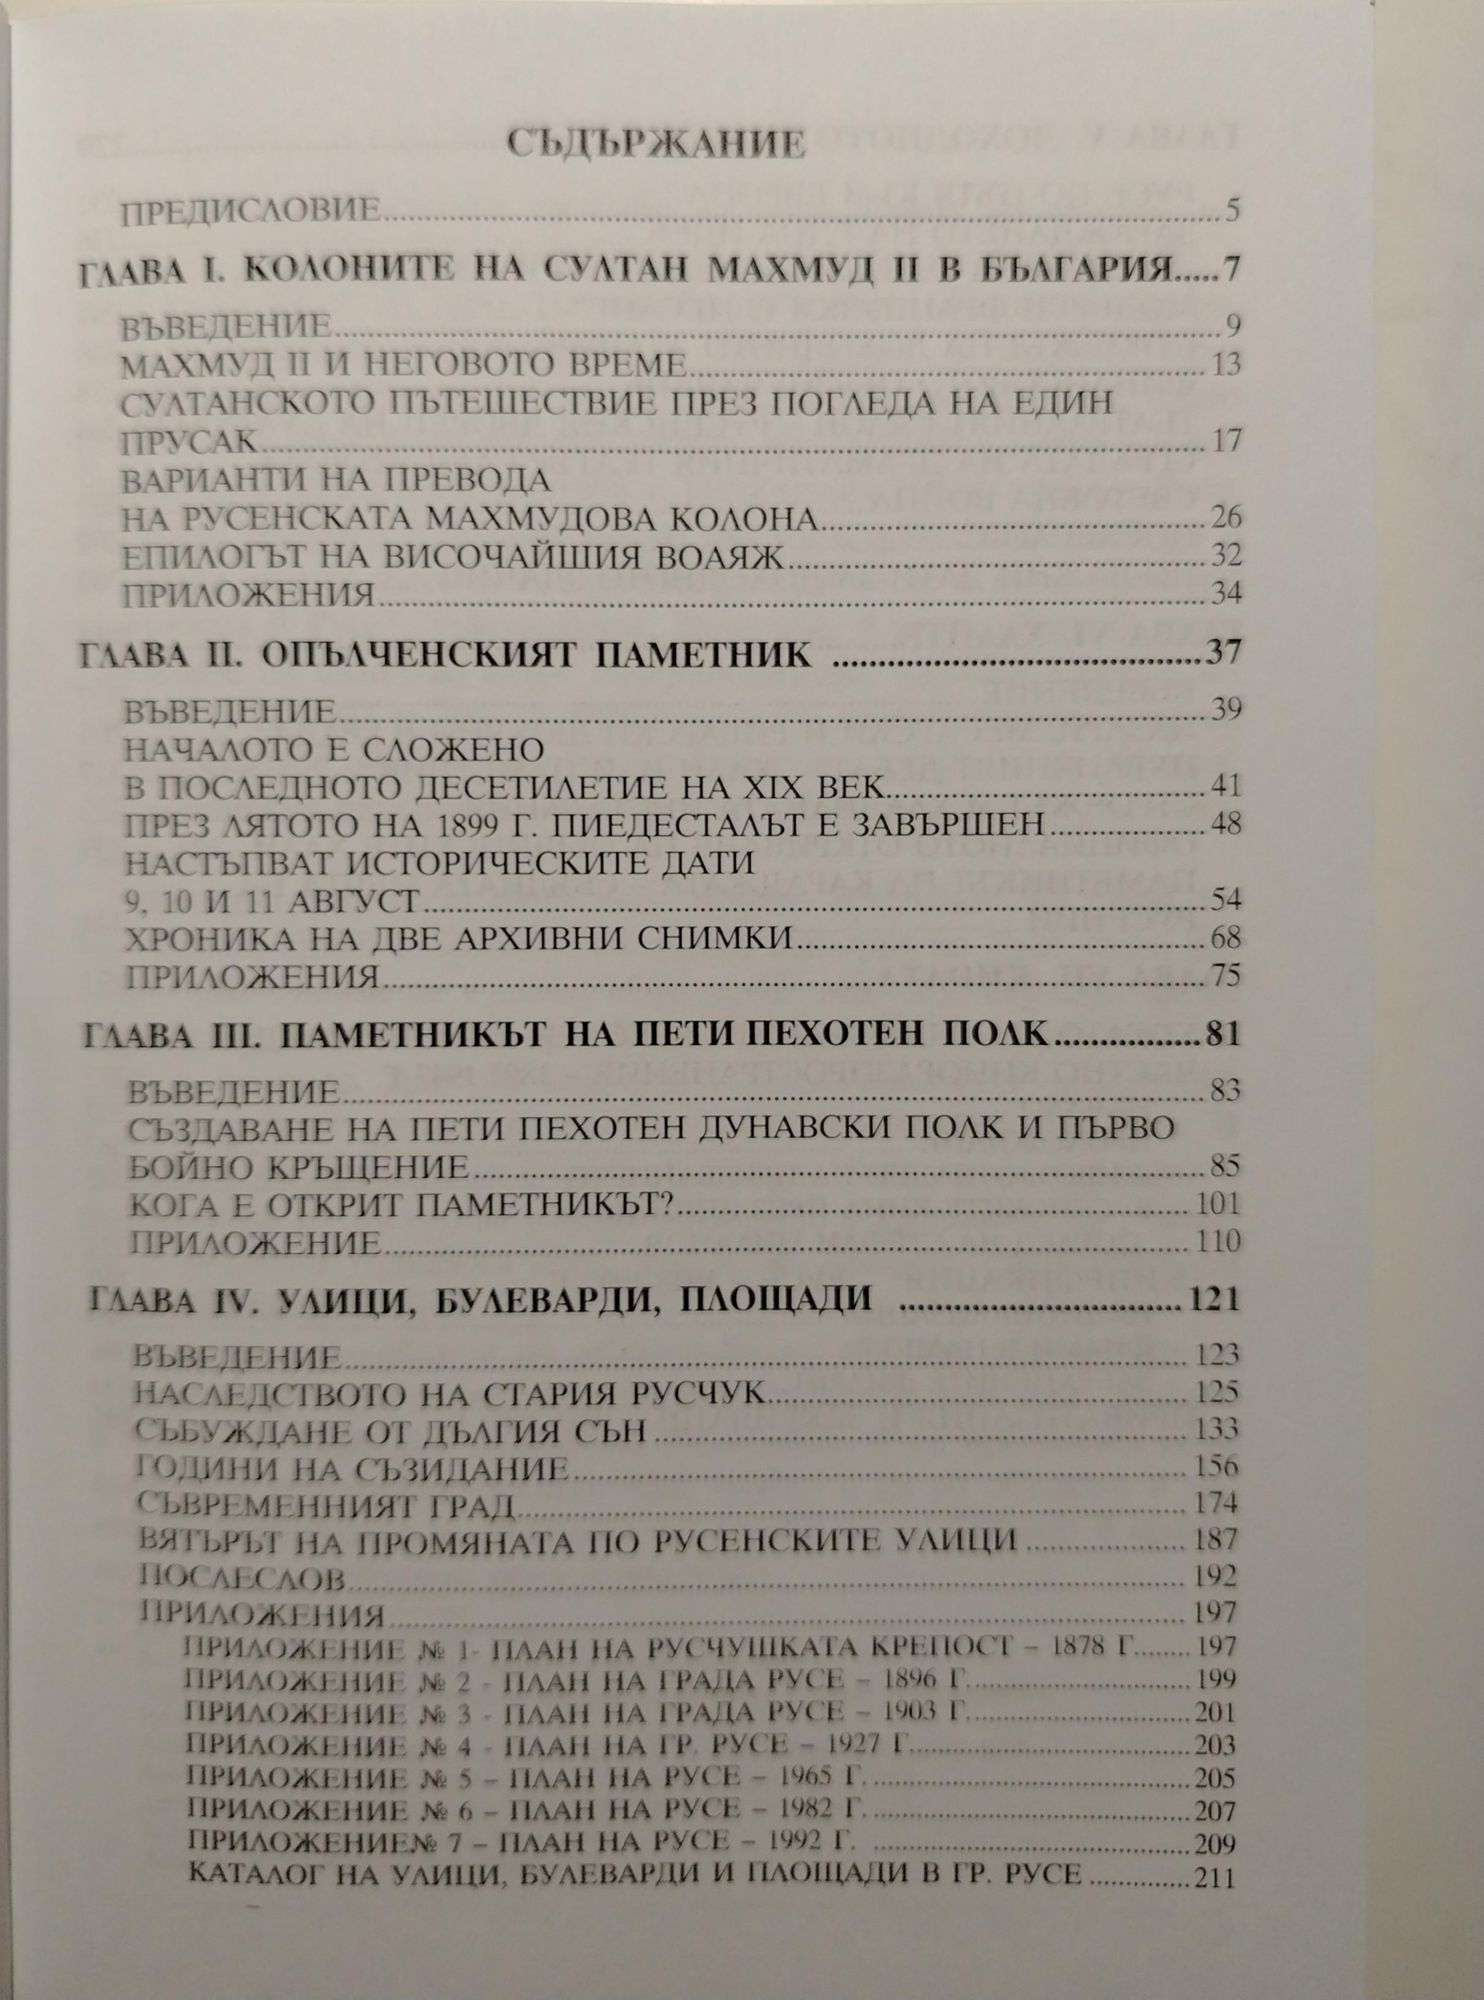 СЪДЪРЖАНИЕ
ПРЕДИСЛОВИЕ.....5
ГЛАВА I. КОЛОНИТЕ НА СУЛТАН МАХМУД II В БЪЛГАРИЯ.....7
ВЪВЕДЕНИЕ.....9
МАХМУД II И НЕГОВОТО ВРЕМЕ.....13
СУЛТАНСКОТО ПЪТЕШЕСТВИЕ ПРЕЗ ПОГЛЕДА НА ЕДИН
ПРУСАК.....17
ВАРИАНТИ НА ПРЕВОДА
НА РУСЕНСКАТА МАХМУДОВА КОЛОНА.....26
ЕПИЛОГЪТ НА ВИСОЧАЙШИЯ ВОАЯЖ.....32
ПРИЛОЖЕНИЯ.....34
ГЛАВА II. ОПЪЛЧЕНСКИЯТ ПАМЕТНИК .....37
ВЪВЕДЕНИЕ.....39
НАЧАЛОТО Е СЛОЖЕНО
В ПОСЛЕДНОТО ДЕСЕТИЛЕТИЕ НА XIX ВЕК.....41
ПРЕЗ ЛЯТОТО НА 1899 Г. ПИЕДЕСТАЛЪТ Е ЗАВЪРШЕН.....48
НАСТЪПВАТ ИСТОРИЧЕСКИТЕ ДАТИ
9, 10 И 11 АВГУСТ.....54
ХРОНИКА НА ДВЕ АРХИВНИ СНИМКИ.....68
ПРИЛОЖЕНИЯ.....75
ГЛАВА III. ПАМЕТНИКЪТ НА ПЕТИ ПЕХОТЕН ПОЛК.....81
ВЪВЕДЕНИЕ.....83
СЪЗДАВАНЕ НА ПЕТИ ПЕХОТЕН ДУНАВСКИ ПОЛК И ПЪРВО
БОЙНО КРЪЩЕНИЕ.....85
КОГА Е ОТКРИТ ПАМЕТНИКЪТ?.....101
ПРИЛОЖЕНИЕ.....110
ГЛАВА IV. УЛИЦИ, БУЛЕВАРДИ, ПЛОЩАДИ .....121
ВЪВЕДЕНИЕ.....123
НАСЛЕДСТВОТО НА СТАРИЯ РУСЧУК.....125
СЪБУЖДАНЕ ОТ ДЪЛГИЯ СЪН.....133
ГОДИНИ НА СЪЗИДАНИЕ.....156
СЪВРЕМЕННИЯТ ГРАД.....174
ВЯТЪРЪТ НА ПРОМЯНАТА ПО РУСЕНСКИТЕ УЛИЦИ.....187
ПОСЛЕСЛОВ.....192
ПРИЛОЖЕНИЯ.....197
ПРИЛОЖЕНИЕ № 1- ПЛАН НА РУСЧУШКАТА КРЕПОСТ – 1878 Г.....197
ПРИЛОЖЕНИЕ № 2 - ПЛАН НА ГРАДА РУСЕ – 1896 Г.....199
ПРИЛОЖЕНИЕ № 3 - ПЛАН НА ГРАДА РУСЕ – 1903 Г.....201
ПРИЛОЖЕНИЕ № 4 - ПЛАН НА ГР. РУСЕ – 1927 Г.....203
ПРИЛОЖЕНИЕ № 5 – ПЛАН НА РУСЕ – 1965 Г.....205
ПРИЛОЖЕНИЕ № 6 – ПЛАН НА РУСЕ – 1982 Г.....207
ПРИЛОЖЕНИЕ№ 7 – ПЛАН НА РУСЕ – 1992 Г. .....209
КАТАЛОГ НА УЛИЦИ, БУЛЕВАРДИ И ПЛОЩАДИ В ГР. РУСЕ.....211